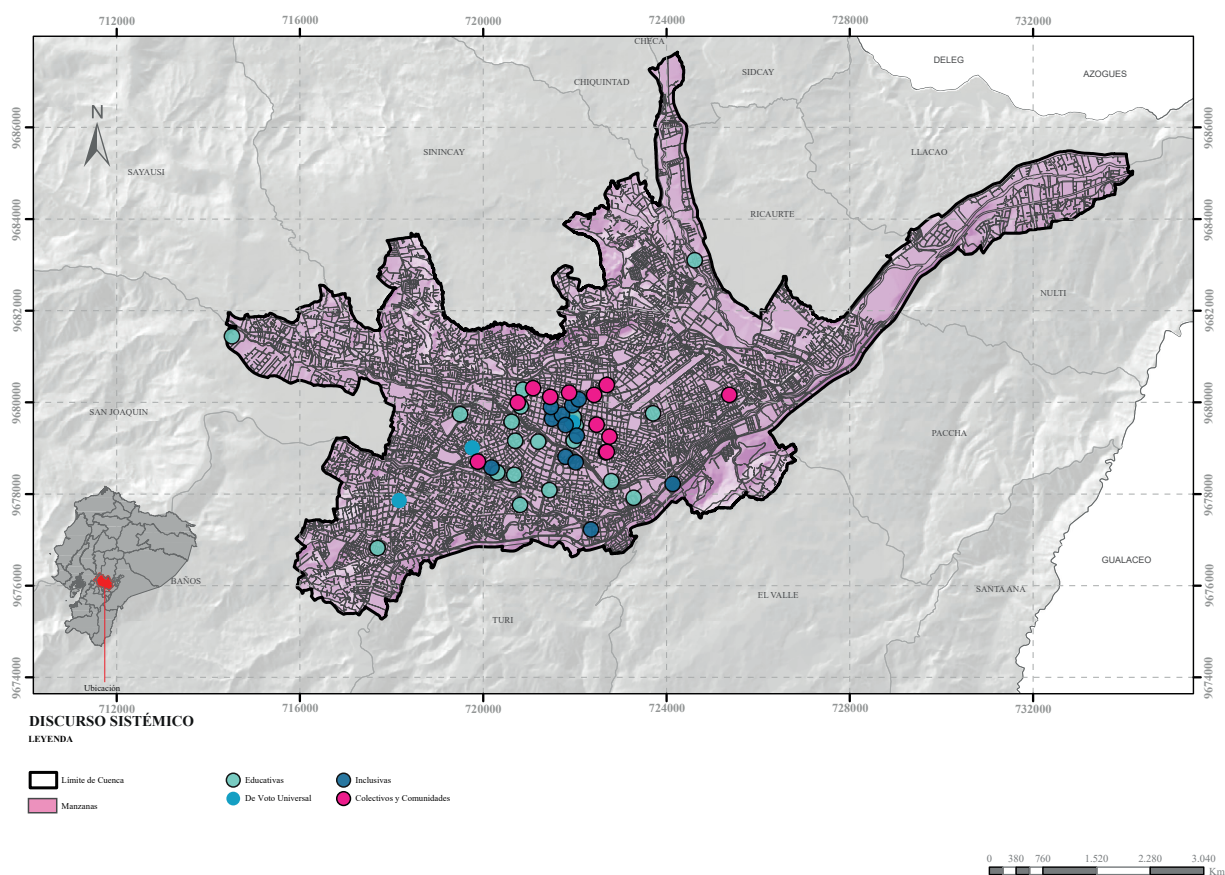 712000 716000 720000 724000 728000 732000
CHECA
DELEG
CHIQUINTAD SIDCAY AZOGUES
N
9686000 9686000
SININCAY LLACAO
SAYAUSI
RICAURTE
9684000 9684000
NULTI
9682000 9682000
SAN JOAQUIN
9680000 9680000
PACCHA
9678000 9678000
GUALACEO
BAÑOS
9676000 9676000
SANTA ANA
EL VALLE
TURI
9674000 9674000
Ubicación
712000 716000 720000 724000 728000 732000
DISCURSO SISTÉMICO
LEYENDA
Límite de Cuenca Educativas Inclusivas
Manzanas De Voto Universal Colectivos y Comunidades
0 380 760 1.520 2.280 3.040
Km